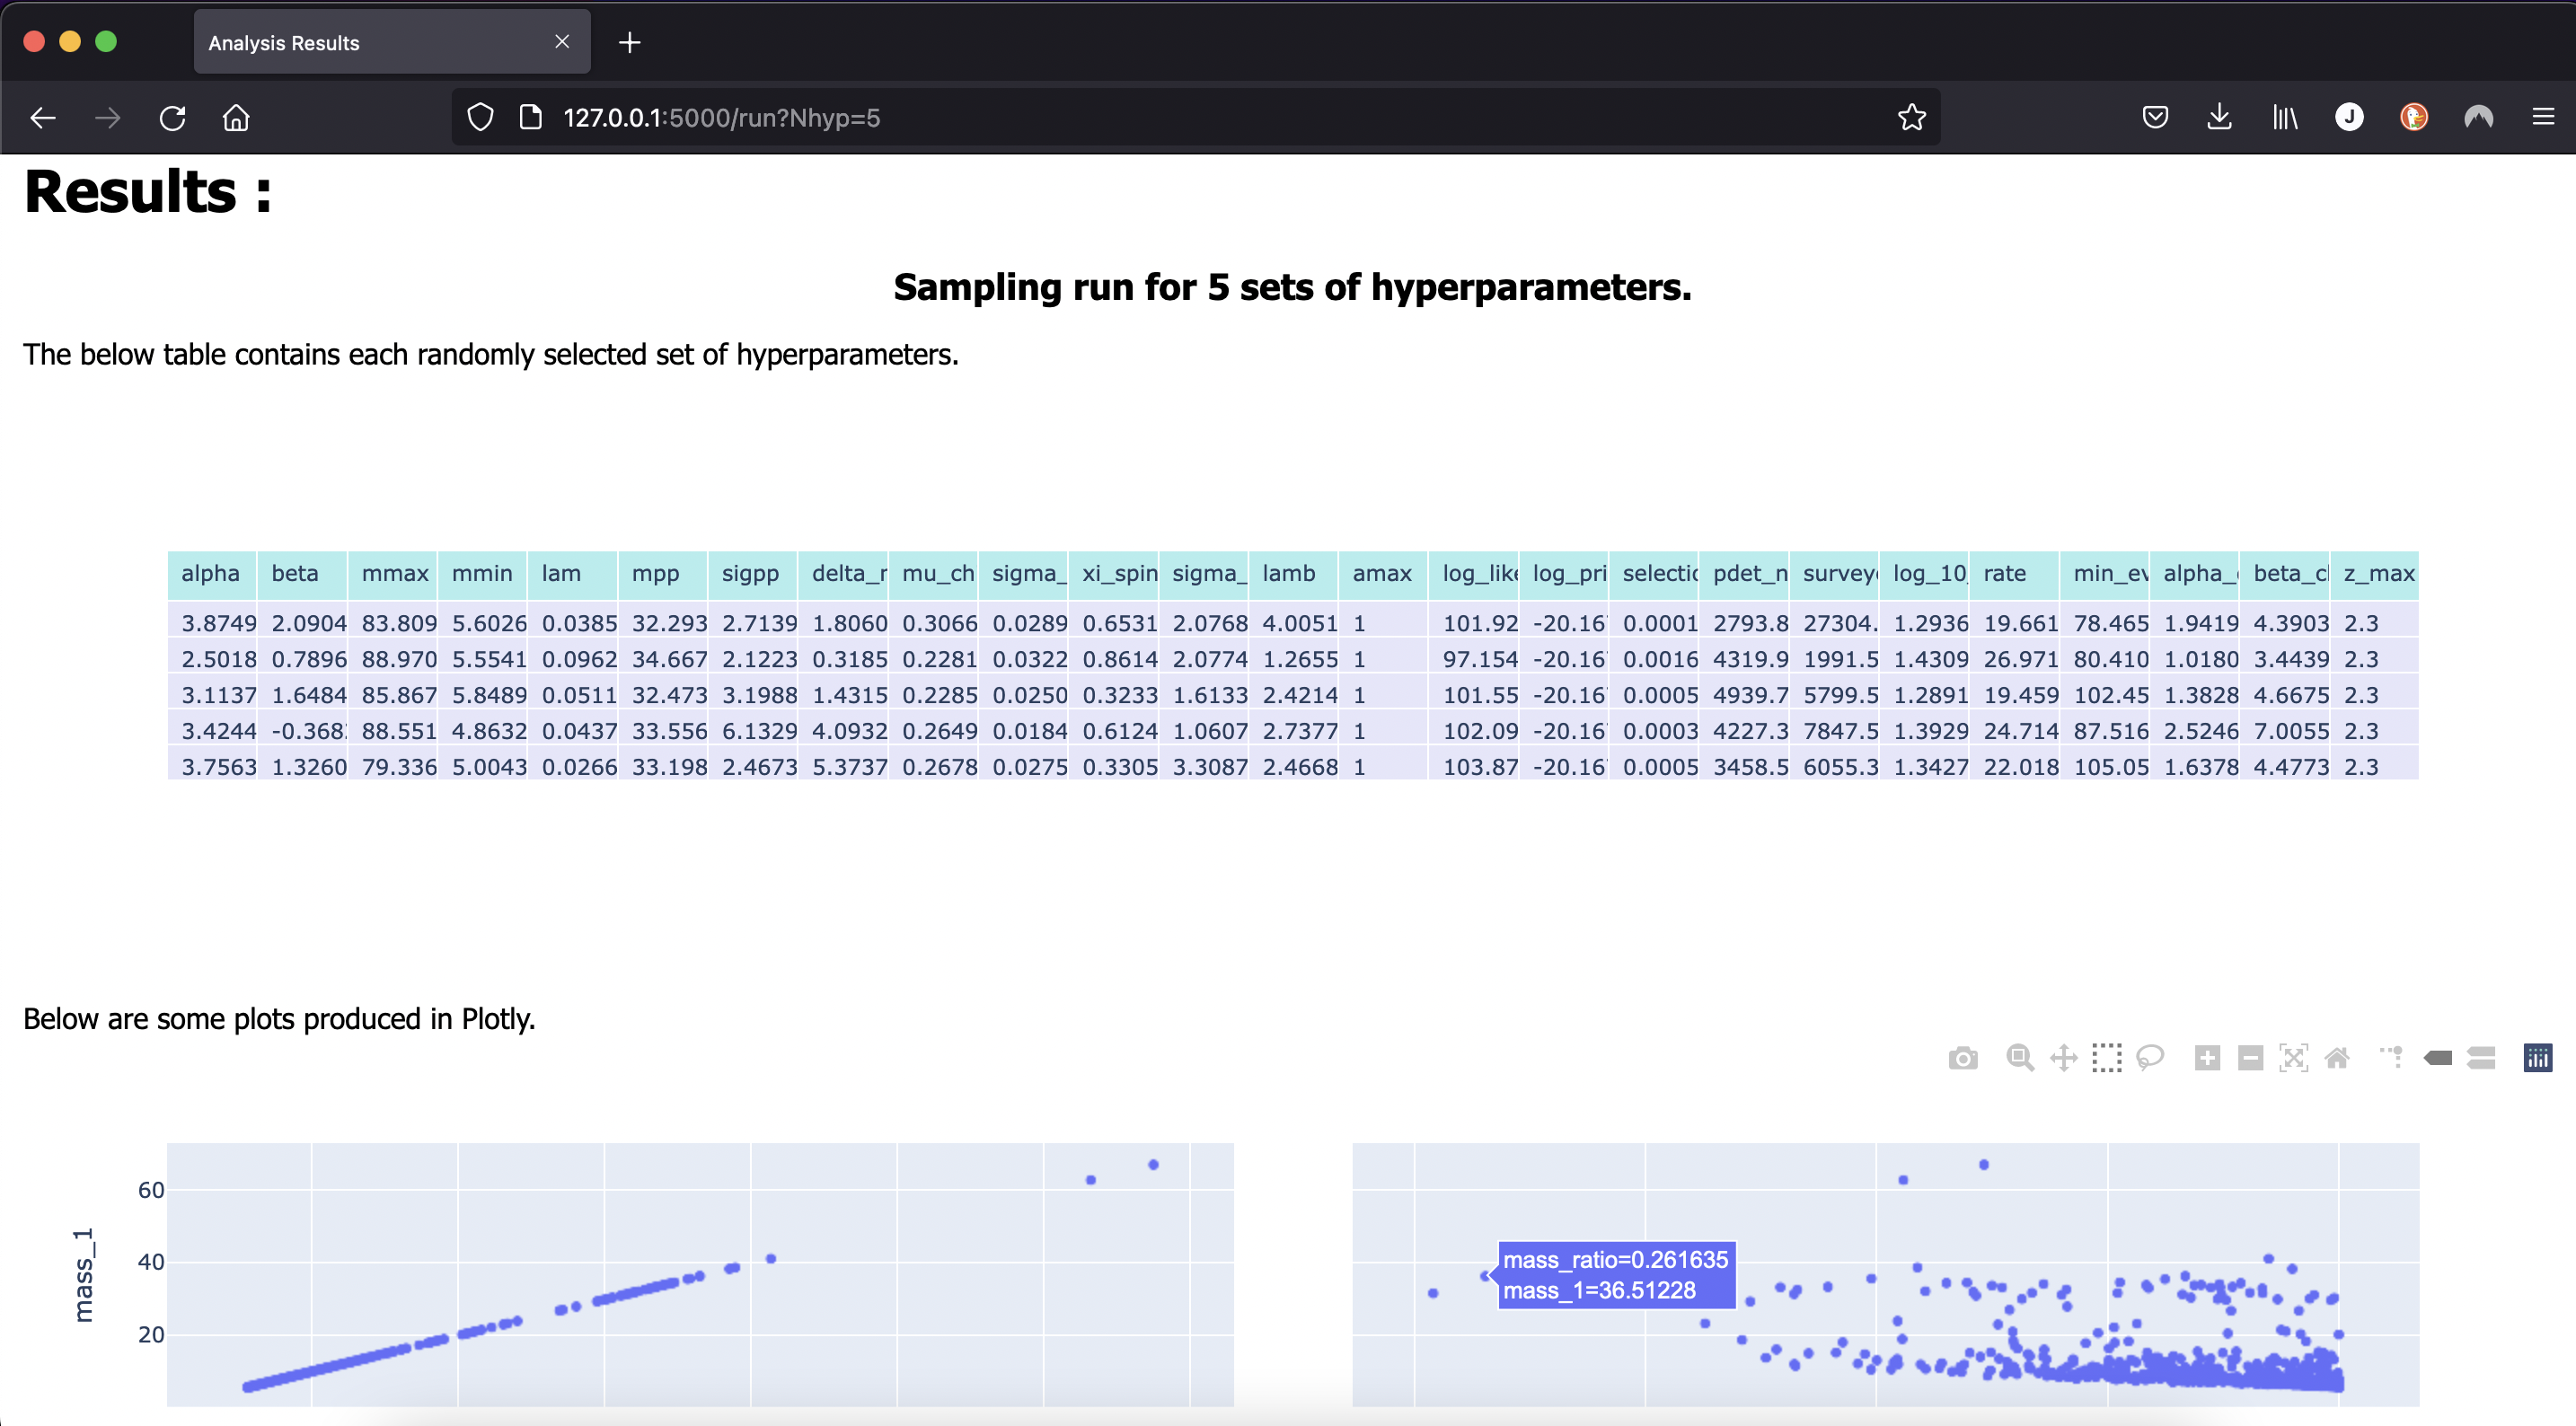 Analysis Results
127.0.0.1:5000/run?Nhyp=5
J
Results :
Sampling run for 5 sets of hyperparameters.
The below table contains each randomly selected set of hyperparameters.
alpha beta mmax mmin lam mpp sigpp delta_r mu_ch sigma_ xi_spin sigma_ lamb amax log_like log_pri selectic pdet_n surveye log_10_ rate min_ev alpha_ beta_cl z_max
3.8749 2.0904 83.809 5.6026 0.0385 32.293 2.7139 1.8060 0.3066 0.0289 0.6531 2.0768 4.0051 1 101.92 -20.16 0.0001 2793.8 27304. 1.2936 19.661 78.465 1.9419 4.3903 2.3
2.5018 0.7896 88.970 5.5541 0.0962 34.667 2.1223 0.3185 0.2281 0.0322 0.8614 2.0774 1.2655 1 97.154 -20.16 0.0016 4319.9 1991.5 1.4309 26.971 80.410 1.0180 3.4439 2.3
3.1137 1.6484 85.867 5.8489 0.0511 32.473 3.1988 1.4315 0.2285 0.0250 0.3233 1.6133 2.4214 1 101.55 -20.16 0.0005 4939.7 5799.5 1.2891 19.459 102.45 1.3828 4.6675 2.3
3.4244 -0.368 88.551 4.8632 0.0437 33.556 6.1329 4.0932 0.2649 0.0184 0.6124 1.0607 2.7377 1 102.09 -20.16 0.0003 4227.3 7847.5 1.3929 24.714 87.516 2.5246 7.0055 2.3
3.7563 1.3260 79.336 5.0043 0.0266 33.198 2.4673 5.3737 0.2678 0.0275 0.3305 3.3087 2.4668 1 103.87 -20.16 0.0005 3458.5 6055.3 1.3427 22.018 105.05 1.6378 4.4773 2.3
Below are some plots produced in Plotly.
60
40
20
mass_1
mass_ratio=0.261635
mass_1=36.51228